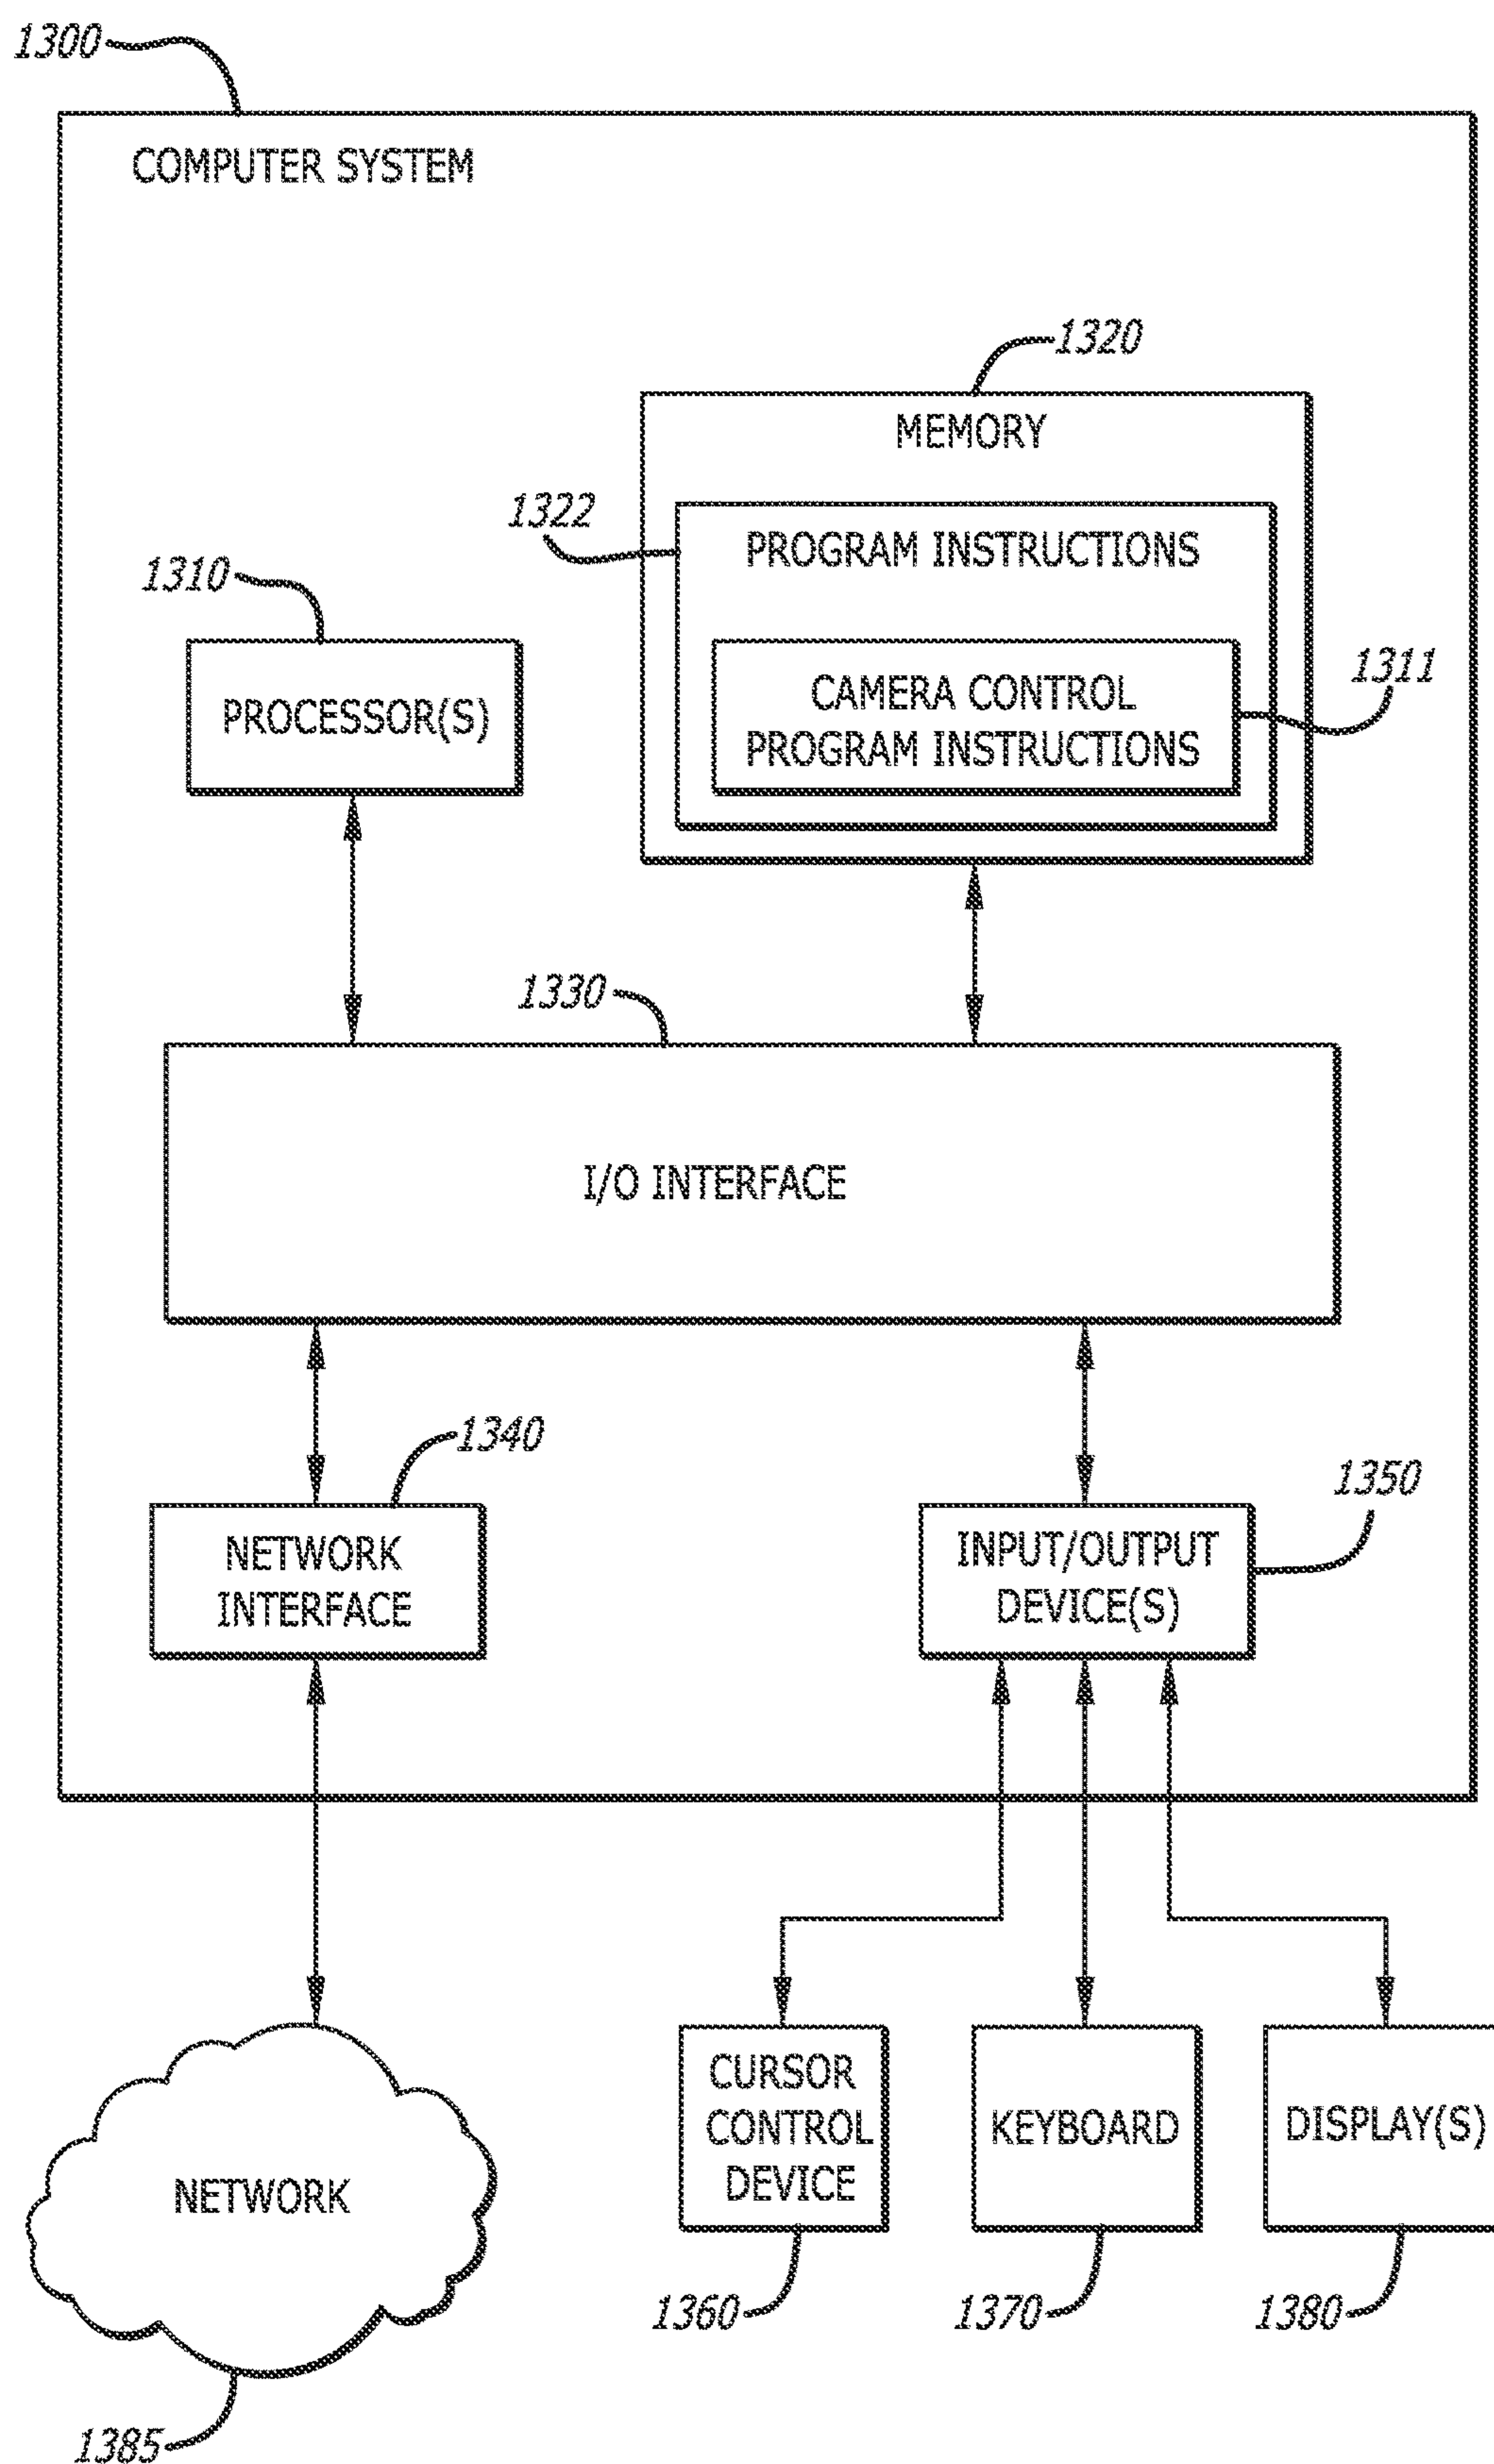 1300
COMPUTER SYSTEM
1320
MEMORY
1322
PROGRAM INSTRUCTIONS
1310
PROCESSOR(S)
CAMERA CONTROL
PROGRAM INSTRUCTIONS
1311
1330
I/O INTERFACE
1340
NETWORK
INTERFACE
1350
INPUT/OUTPUT
DEVICE(S)
NETWORK
1385
CURSOR
CONTROL
DEVICE
1360
KEYBOARD
1370
DISPLAY(S)
1380